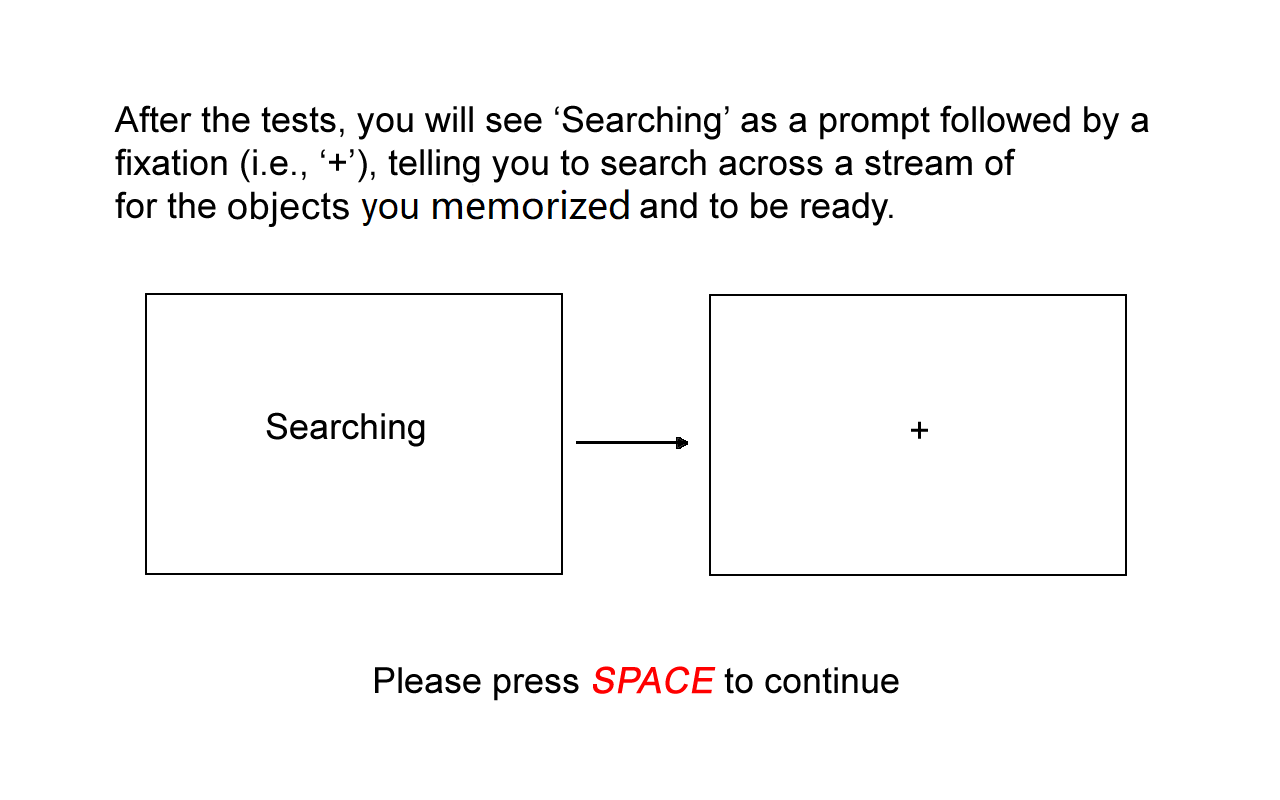 After the tests, you will see ‘Searching’ as a prompt followed by a
fixation (i.e., ‘+’), telling you to search across a stream of
for the objects you memorized and to be ready.
Searching
+
Please press SPACE to continue